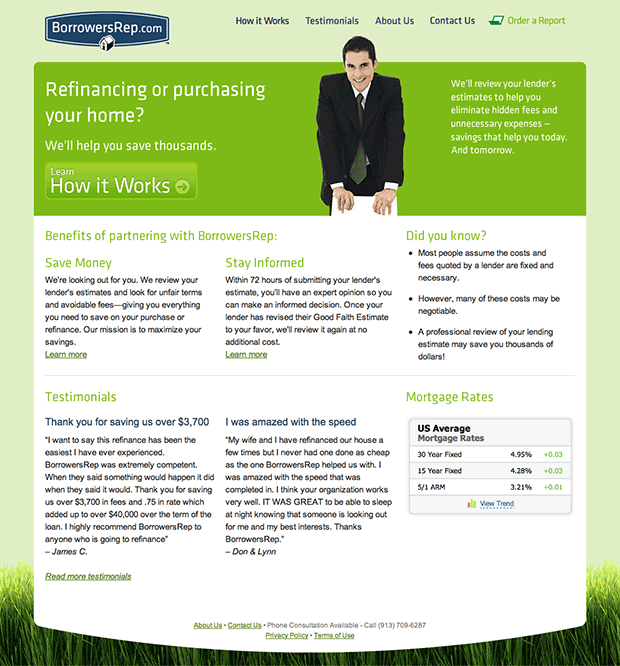 BorrowersRep.com
How it Works
Testimonials
About Us
Contact Us
Order a Report
Refinancing or purchasing
your home?
We'll help you save thousands.
Learn
How it Works
We'll review your lender's
estimates to help you
eliminate hidden fees and
unnecessary expenses –
savings that help you today.
And tomorrow.
Benefits of partnering with BorrowersRep:
Save Money
We're looking out for you. We review your
lender's estimates and look for unfair terms
and avoidable fees—giving you everything
you need to save on your purchase or
refinance. Our mission is to maximize your
savings.
Learn more
Stay Informed
Within 72 hours of submitting your lender's
estimate, you'll have an expert opinion so you
can make an informed decision. Once your
lender has revised their Good Faith Estimate
to your favor, we'll review it again at no
additional cost.
Learn more
Did you know?
• Most people assume the costs and
fees quoted by a lender are fixed and
necessary.
• However, many of these costs may be
negotiable.
• A professional review of your lending
estimate may save you thousands of
dollars!
Testimonials
Thank you for saving us over $3,700
"I want to say this refinance has been the
easiest I have ever experienced.
BorrowersRep was extremely competent.
When they said something would happen it did
when they said it would. Thank you for saving
us over $3,700 in fees and .75 in rate which
added up to over $40,000 over the term of the
loan. I highly recommend BorrowersRep to
anyone who is going to refinance"
– James C.
Read more testimonials
I was amazed with the speed
"My wife and I have refinanced our house a
few times but I never had one done as cheap
as the one BorrowersRep helped us with. I
was amazed with the speed that was
completed in. I think your organization works
very well. IT WAS GREAT to be able to sleep
at night knowing that someone is looking out
for me and my best interests. Thanks
BorrowersRep."
– Don & Lynn
Mortgage Rates
US Average
Mortgage Rates
30 Year Fixed 4.95% +0.03
15 Year Fixed 4.28% +0.03
5/1 ARM 3.21% +0.01
View Trend
About Us • Contact Us • Phone Consultation Available - Call (913) 709-6287
Privacy Policy • Terms of Use